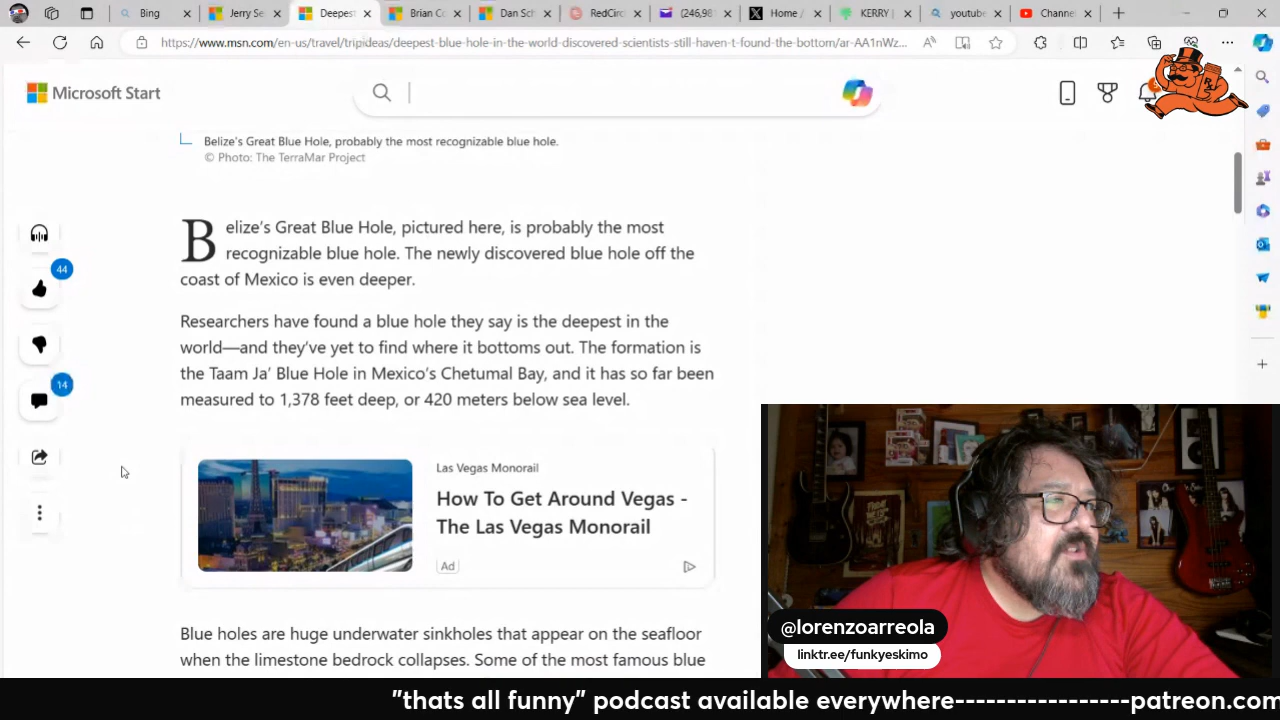 Bing
Jerry Se
Deepest
Brian Co
Dan Sch
RedCirc
(246,98
Home /
KERRY |
youtube
Channel
https://www.msn.com/en-us/travel/tripideas/deepest-blue-hole-in-the-world-discovered-scientists-still-haven-t-found-the-bottom/ar-AA1nWz...
Microsoft Start
Belize's Great Blue Hole, probably the most recognizable blue hole.
© Photo: The TerraMar Project
Belize's Great Blue Hole, pictured here, is probably the most
recognizable blue hole. The newly discovered blue hole off the
coast of Mexico is even deeper.
44
Researchers have found a blue hole they say is the deepest in the
world—and they've yet to find where it bottoms out. The formation is
the Taam Ja' Blue Hole in Mexico's Chetumal Bay, and it has so far been
measured to 1,378 feet deep, or 420 meters below sea level.
14
Las Vegas Monorail
How To Get Around Vegas -
The Las Vegas Monorail
Ad
Blue holes are huge underwater sinkholes that appear on the seafloor
when the limestone bedrock collapses. Some of the most famous blue
@lorenzoarreola
linktr.ee/funkyeskimo
"thats all funny" podcast available everywhere-----------------patreon.com